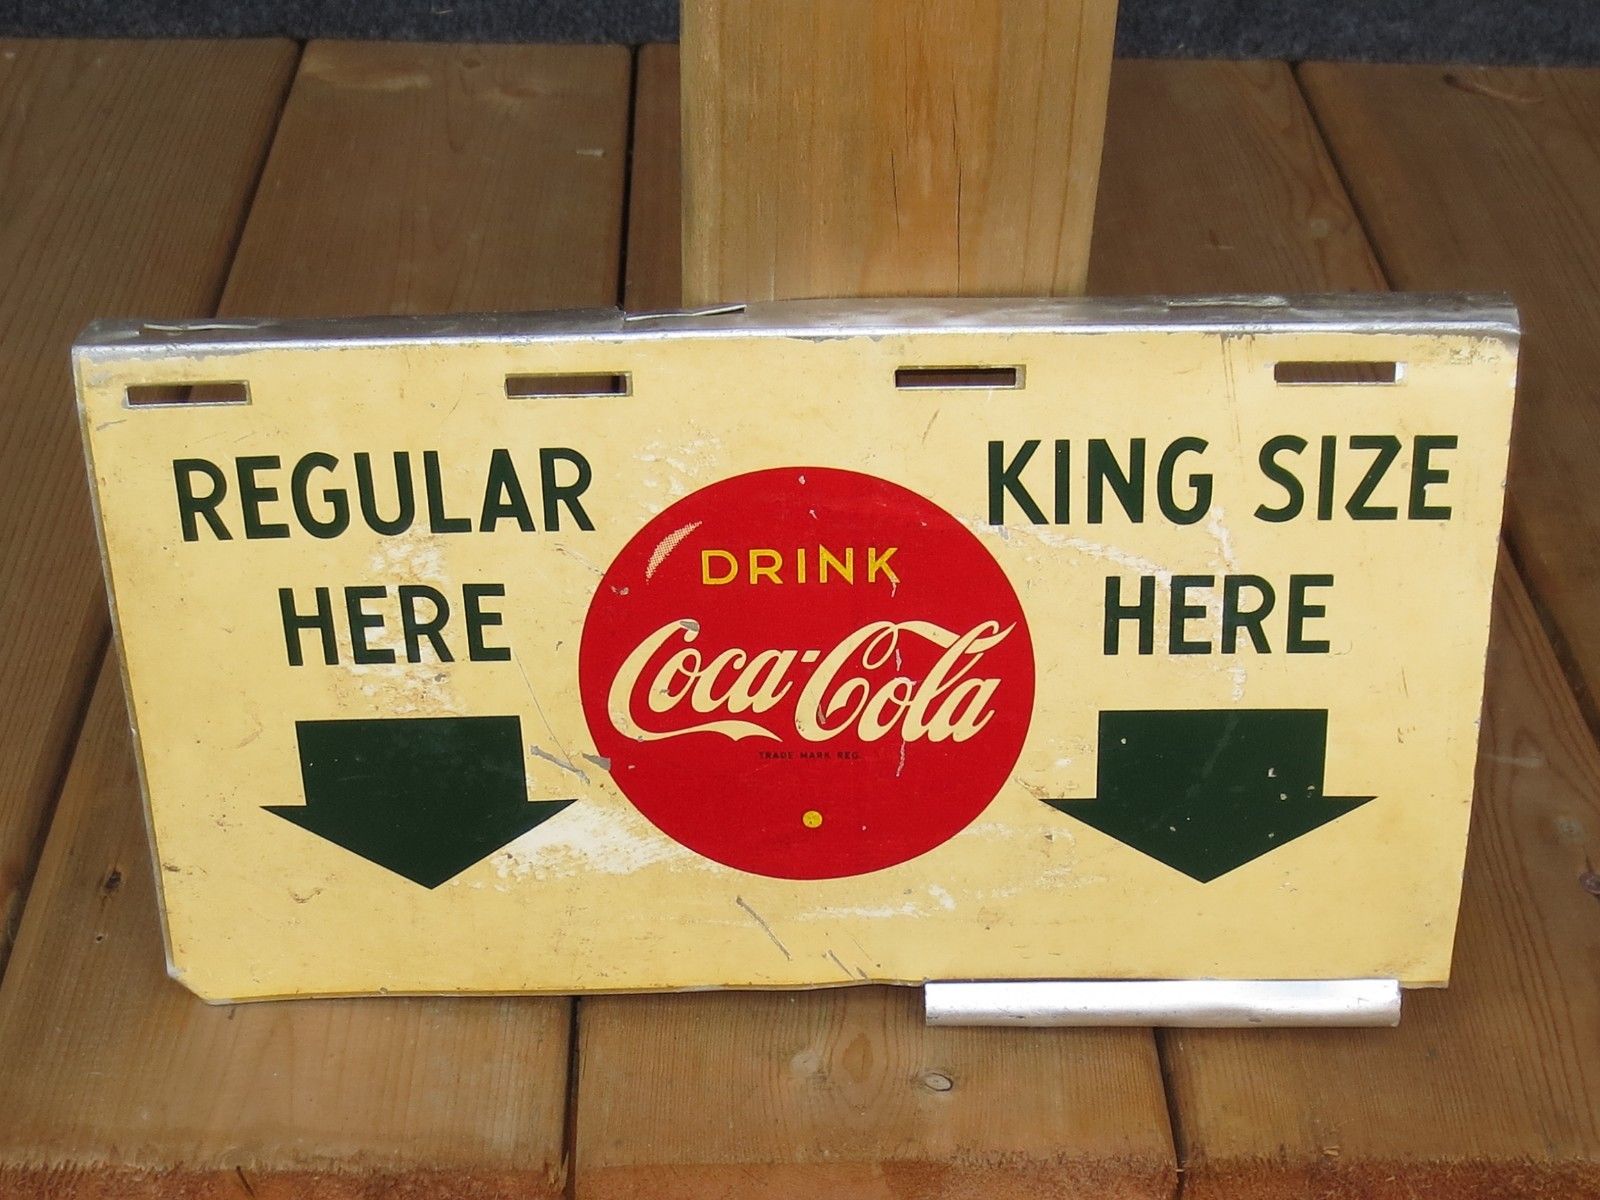 REGULAR
HERE
KING SIZE
HERE
DRINK
Coca-Cola
TRADE MARK REG.